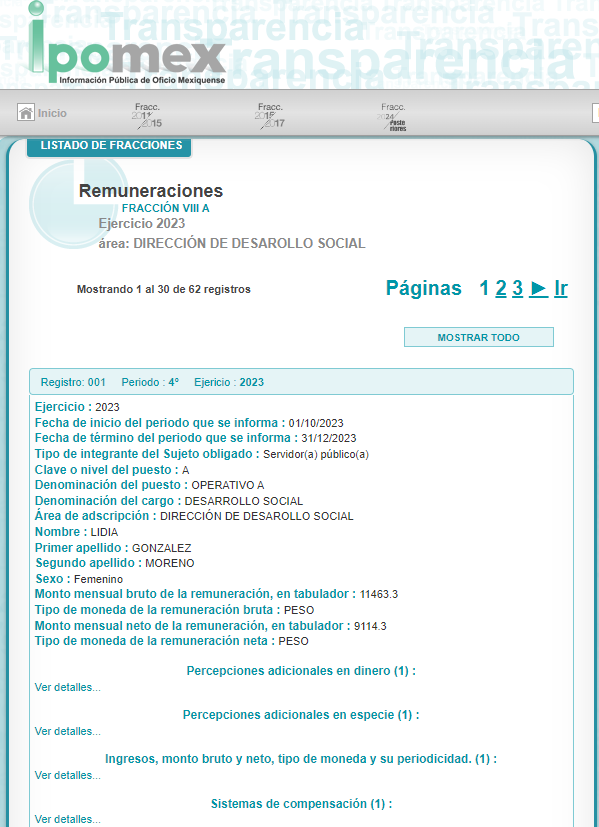 Transparencia
ipomex
Información Pública de Oficio Mexiquense
Inicio
Fracc.
2011
/2015
Fracc.
/2017
Fracc.
2024/
LISTADO DE FRACCIONES
Remuneraciones
FRACCIÓN VIII A
Ejercicio 2023
área: DIRECCIÓN DE DESAROLLO SOCIAL
Mostrando 1 al 30 de 62 registros
Páginas 1 2 3 ► Ir
MOSTRAR TODO
Registro: 001 Periodo : 4º Ejericio : 2023
Ejercicio : 2023
Fecha de inicio del periodo que se informa : 01/10/2023
Fecha de término del periodo que se informa : 31/12/2023
Tipo de integrante del Sujeto obligado : Servidor(a) público(a)
Clave o nivel del puesto : A
Denominación del puesto : OPERATIVO A
Denominación del cargo : DESARROLLO SOCIAL
Área de adscripción : DIRECCIÓN DE DESAROLLO SOCIAL
Nombre : LIDIA
Primer apellido : GONZALEZ
Segundo apellido : MORENO
Sexo : Femenino
Monto mensual bruto de la remuneración, en tabulador : 11463.3
Tipo de moneda de la remuneración bruta : PESO
Monto mensual neto de la remuneración, en tabulador : 9114.3
Tipo de moneda de la remuneración neta : PESO
Percepciones adicionales en dinero (1) :
Ver detalles...
Percepciones adicionales en especie (1) :
Ver detalles...
Ingresos, monto bruto y neto, tipo de moneda y su periodicidad. (1) :
Ver detalles...
Sistemas de compensación (1) :
Ver detalles...